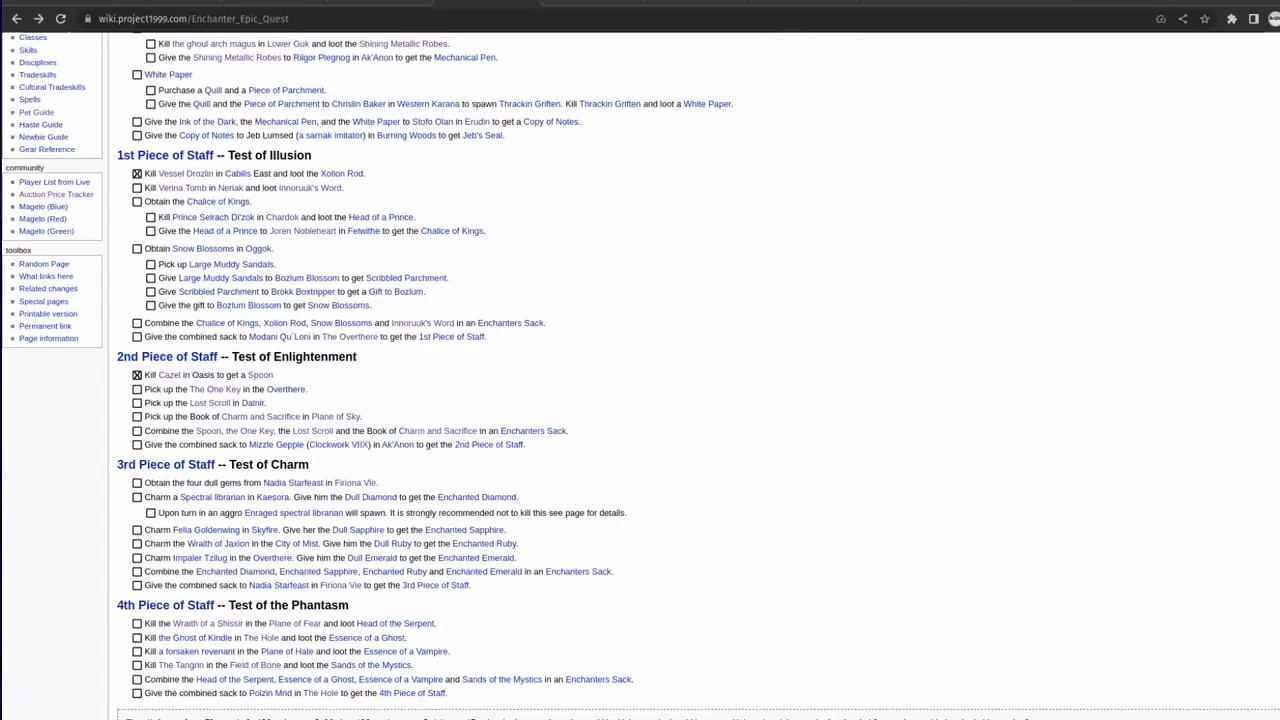 wiki.project1999.com/Enchanter_Epic_Quest
Classes
Skills
Disciplines
Tradeskills
Cultural Tradeskills
Spells
Pet Guide
Haste Guide
Newbie Guide
Gear Reference
community
Player List from Live
Auction Price Tracker
Magelo (Blue)
Magelo (Red)
Magelo (Green)
toolbox
Random Page
What links here
Related changes
Special pages
Printable version
Permanent link
Page information
Kill the ghoul arch magus in Lower Guk and loot the Shining Metallic Robes.
Give the Shining Metallic Robes to Rilgor Plegnog in Ak'Anon to get the Mechanical Pen.
White Paper
Purchase a Quill and a Piece of Parchment.
Give the Quill and the Piece of Parchment to Chrislin Baker in Western Karana to spawn Thrackin Griften. Kill Thrackin Griften and loot a White Paper.
Give the Ink of the Dark, the Mechanical Pen, and the White Paper to Stofo Olan in Erudin to get a Copy of Notes.
Give the Copy of Notes to Jeb Lumsed (a sarnak imitator) in Burning Woods to get Jeb's Seal.
1st Piece of Staff -- Test of Illusion
Kill Vessel Drozlin in Cabilis East and loot the Xolion Rod.
Kill Verina Tomb in Neriak and loot Innoruuk's Word.
Obtain the Chalice of Kings.
Kill Prince Selrach Di'zok in Chardok and loot the Head of a Prince.
Give the Head of a Prince to Joren Nobleheart in Felwithe to get the Chalice of Kings.
Obtain Snow Blossoms in Oggok.
Pick up Large Muddy Sandals.
Give Large Muddy Sandals to Bozlum Blossom to get Scribbled Parchment.
Give Scribbled Parchment to Brokk Boxtripper to get a Gift to Bozlum.
Give the gift to Bozlum Blossom to get Snow Blossoms.
Combine the Chalice of Kings, Xolion Rod, Snow Blossoms and Innoruuk's Word in an Enchanters Sack.
Give the combined sack to Modani Qu`Loni in The Overthere to get the 1st Piece of Staff.
2nd Piece of Staff -- Test of Enlightenment
Kill Cazel in Oasis to get a Spoon
Pick up the The One Key in the Overthere.
Pick up the Lost Scroll in Dalnir.
Pick up the Book of Charm and Sacrifice in Plane of Sky.
Combine the Spoon, the One Key, the Lost Scroll and the Book of Charm and Sacrifice in an Enchanters Sack.
Give the combined sack to Mizzle Gepple (Clockwork VIIX) in Ak'Anon to get the 2nd Piece of Staff.
3rd Piece of Staff -- Test of Charm
Obtain the four dull gems from Nadia Starfeast in Firiona Vie.
Charm a Spectral librarian in Kaesora. Give him the Dull Diamond to get the Enchanted Diamond.
Upon turn in an aggro Enraged spectral librarian will spawn. It is strongly recommended not to kill this see page for details.
Charm Felia Goldenwing in Skyfire. Give her the Dull Sapphire to get the Enchanted Sapphire.
Charm the Wraith of Jaxion in the City of Mist. Give him the Dull Ruby to get the Enchanted Ruby.
Charm Impaler Tzilug in the Overthere. Give him the Dull Emerald to get the Enchanted Emerald.
Combine the Enchanted Diamond, Enchanted Sapphire, Enchanted Ruby and Enchanted Emerald in an Enchanters Sack.
Give the combined sack to Nadia Starfeast in Firiona Vie to get the 3rd Piece of Staff.
4th Piece of Staff -- Test of the Phantasm
Kill the Wraith of a Shissir in the Plane of Fear and loot Head of the Serpent.
Kill the Ghost of Kindle in The Hole and loot the Essence of a Ghost.
Kill a forsaken revenant in the Plane of Hate and loot the Essence of a Vampire.
Kill The Tangrin in the Field of Bone and loot the Sands of the Mystics.
Combine the Head of the Serpent, Essence of a Ghost, Essence of a Vampire and Sands of the Mystics in an Enchanters Sack.
Give the combined sack to Polzin Mrid in The Hole to get the 4th Piece of Staff.